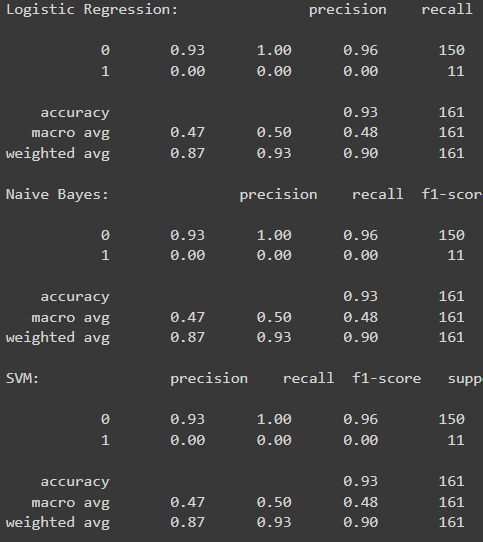 Logistic Regression: precision recall
0 0.93 1.00 0.96 150
1 0.00 0.00 0.00 11
accuracy 0.93 161
macro avg 0.47 0.50 0.48 161
weighted avg 0.87 0.93 0.90 161
Naive Bayes: precision recall f1-scor
0 0.93 1.00 0.96 150
1 0.00 0.00 0.00 11
accuracy 0.93 161
macro avg 0.47 0.50 0.48 161
weighted avg 0.87 0.93 0.90 161
SVM: precision recall f1-score supp
0 0.93 1.00 0.96 150
1 0.00 0.00 0.00 11
accuracy 0.93 161
macro avg 0.47 0.50 0.48 161
weighted avg 0.87 0.93 0.90 161